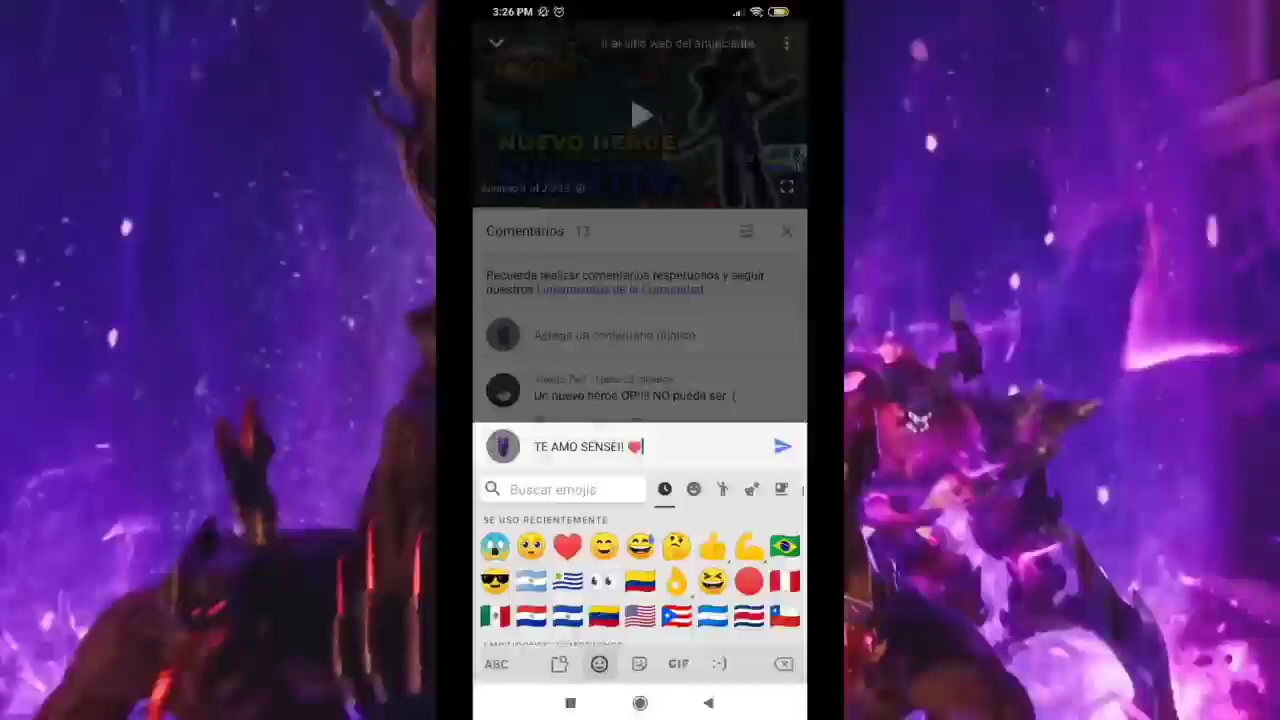 3:26 PM
Ir al sitio web del anunciante
NUEVO HEROE
Comentarios 13
Recuerda realizar comentarios respetuosos y seguir
nuestros Lineamientos de la Comunidad
Agrega un comentario público
Un nuevo heroe OP!!!! NO pueda ser :(
TE AMO SENSEI! ❤
Buscar emojis
SE USO RECIENTEMENTE
ABC
GIF
:-)